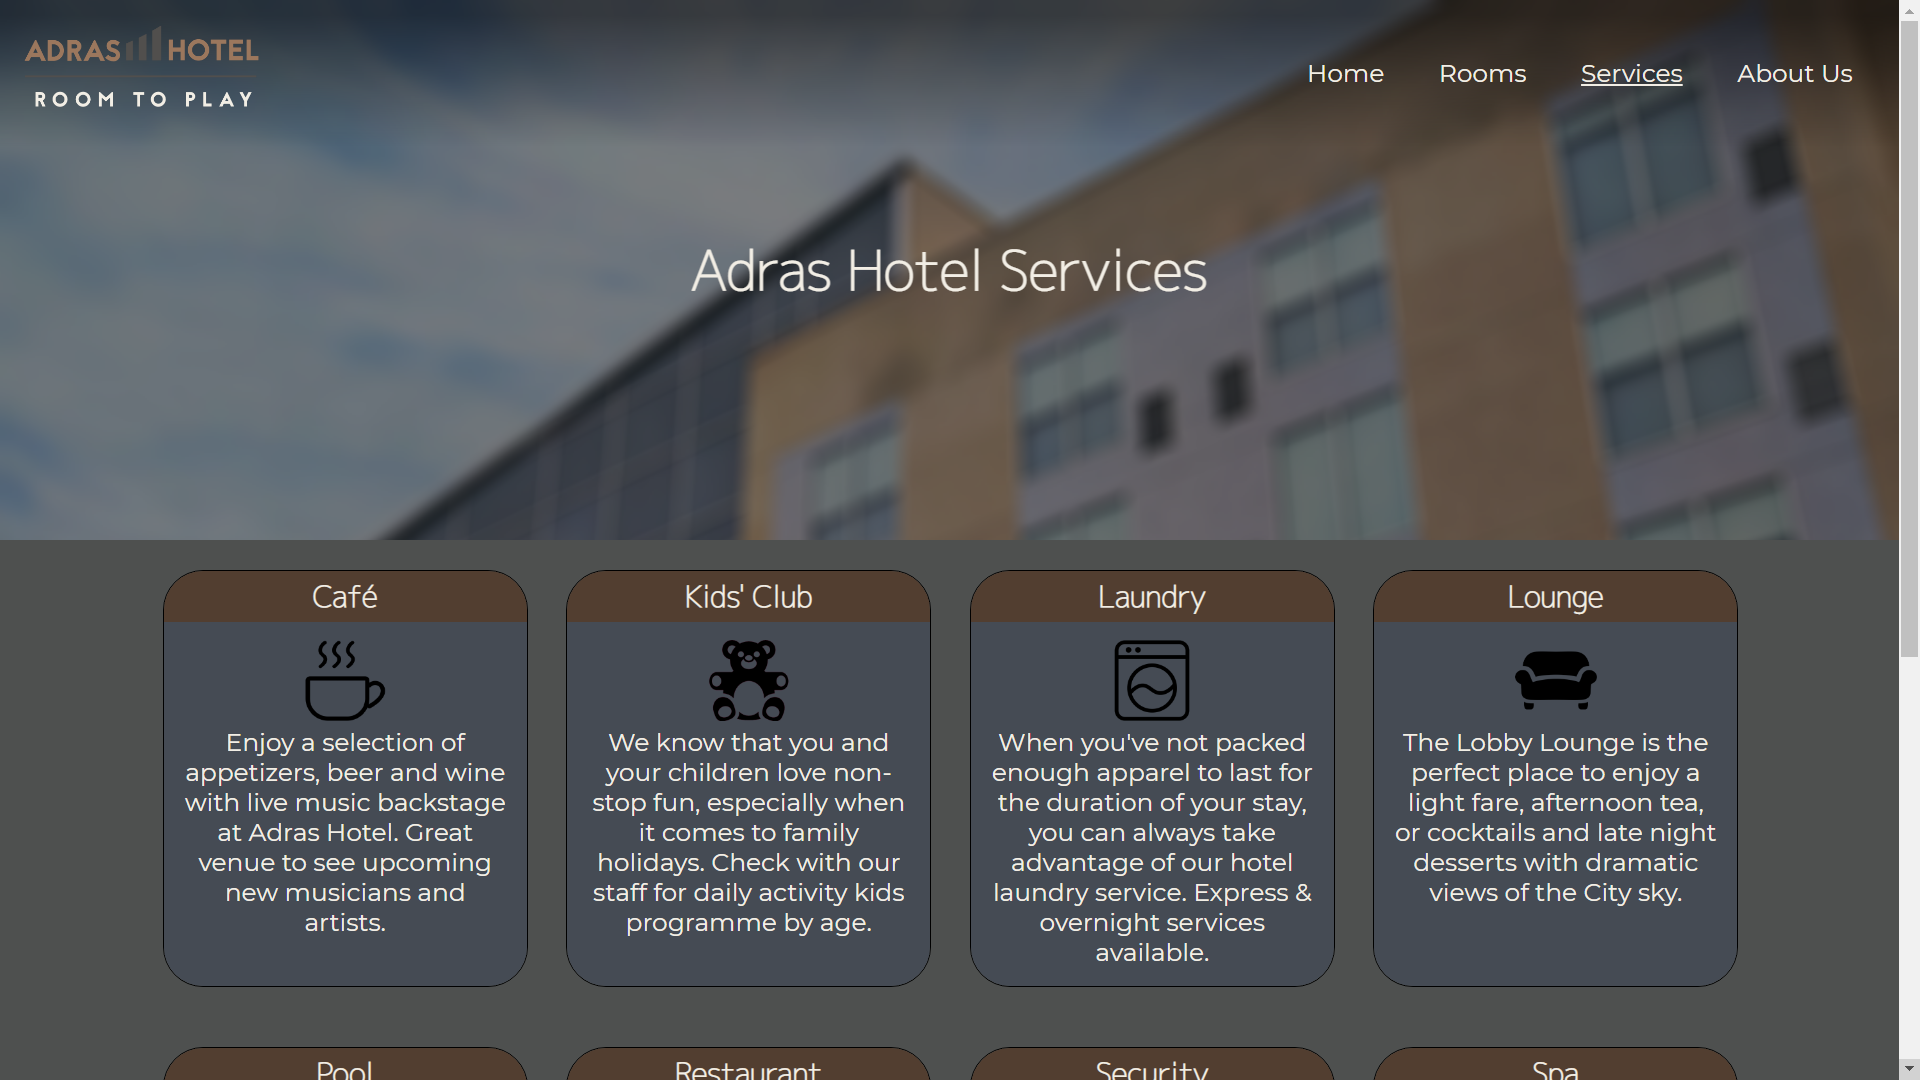 ADRAS HOTEL
ROOM TO PLAY
Home
Rooms
Services
About Us
Adras Hotel Services
Café
Enjoy a selection of
appetizers, beer and wine
with live music backstage
at Adras Hotel. Great
venue to see upcoming
new musicians and
artists.
Kids' Club
We know that you and
your children love non-
stop fun, especially when
it comes to family
holidays. Check with our
staff for daily activity kids
programme by age.
Laundry
When you've not packed
enough apparel to last for
the duration of your stay,
you can always take
advantage of our hotel
laundry service. Express &
overnight services
available.
Lounge
The Lobby Lounge is the
perfect place to enjoy a
light fare, afternoon tea,
or cocktails and late night
desserts with dramatic
views of the City sky.
Pool
Restaurant
Security
Spa